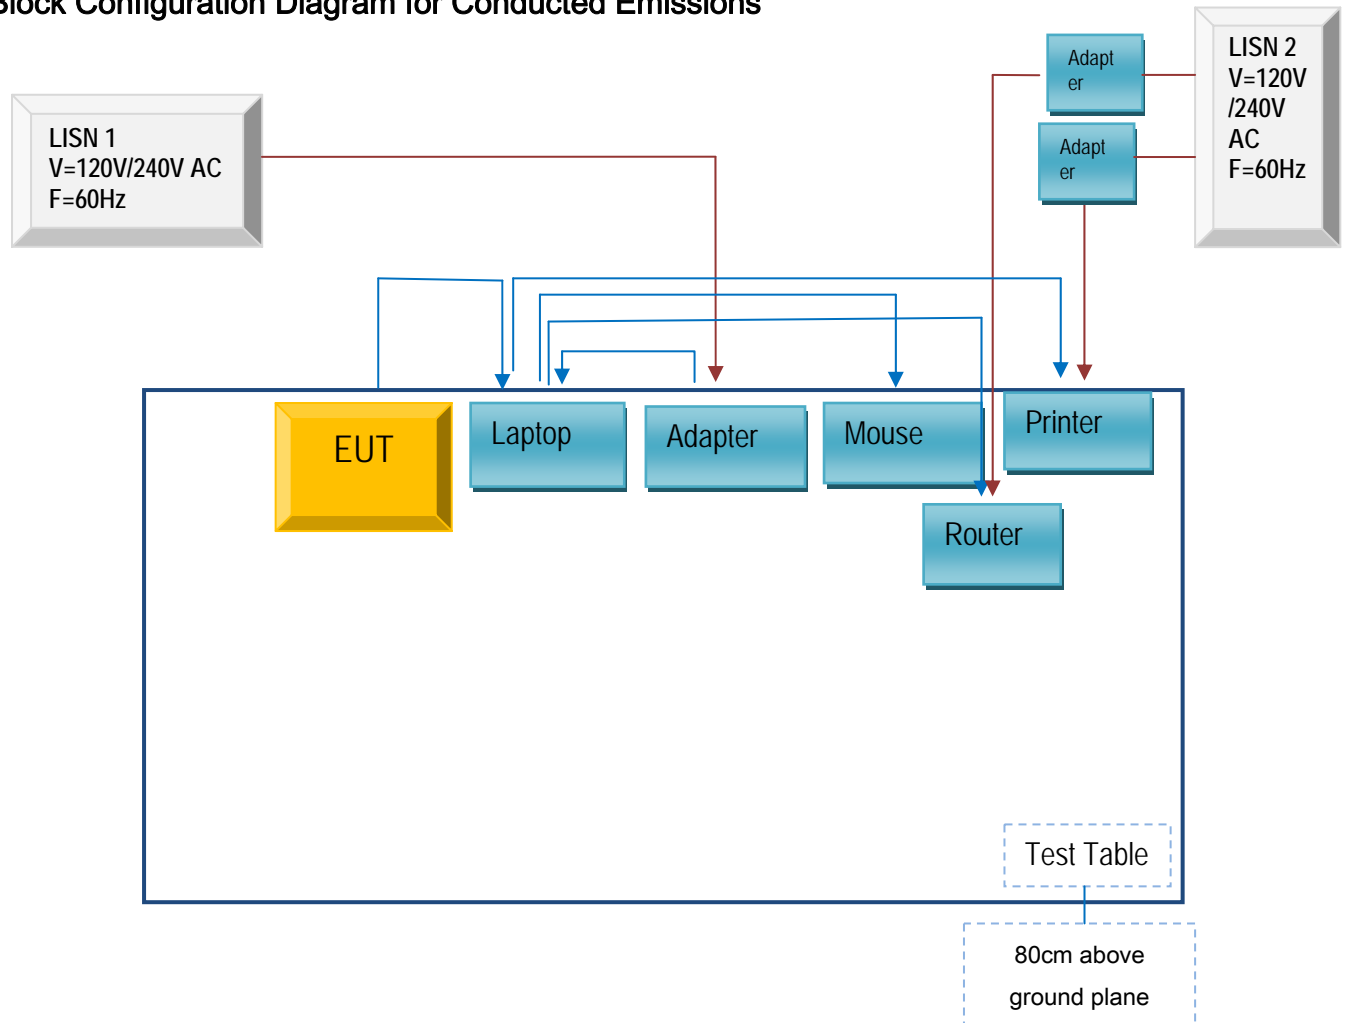 Block Configuration Diagram for Conducted Emissions
LISN 1
V=120V/240V AC
F=60Hz
Adapt
er
Adapt
er
LISN 2
V=120V
/240V
AC
F=60Hz
EUT
Laptop
Adapter
Mouse
Printer
Router
Test Table
80cm above
ground plane